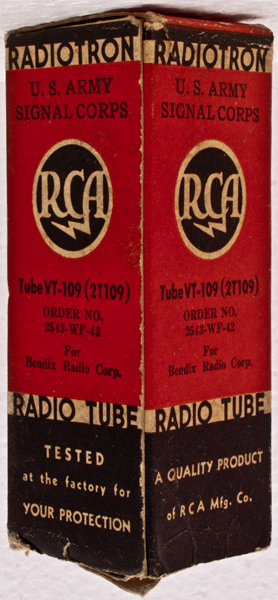 RADIOTRON
U. S. ARMY
SIGNAL CORPS
RCA
Tube VT-109 (2T109)
ORDER NO.
2543-WF-42
For
Bendix Radio Corp.
RADIO TUBE
TESTED
at the factory for
YOUR PROTECTION
RADIOTRON
U. S. ARMY
SIGNAL CORPS
RCA
Tube VT-109 (2T109)
ORDER NO.
2543-WF-42
For
Bendix Radio Corp.
RADIO TUBE
A QUALITY PRODUCT
of RCA Mfg. Co.